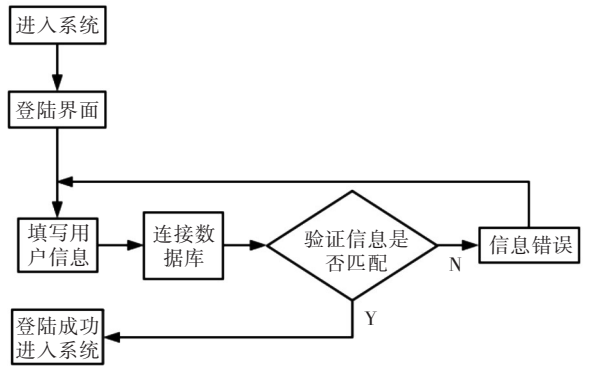 进入系统
登陆界面
填写用
户信息
连接数
据库
验证信息是
否匹配
N
信息错误
Y
登陆成功
进入系统